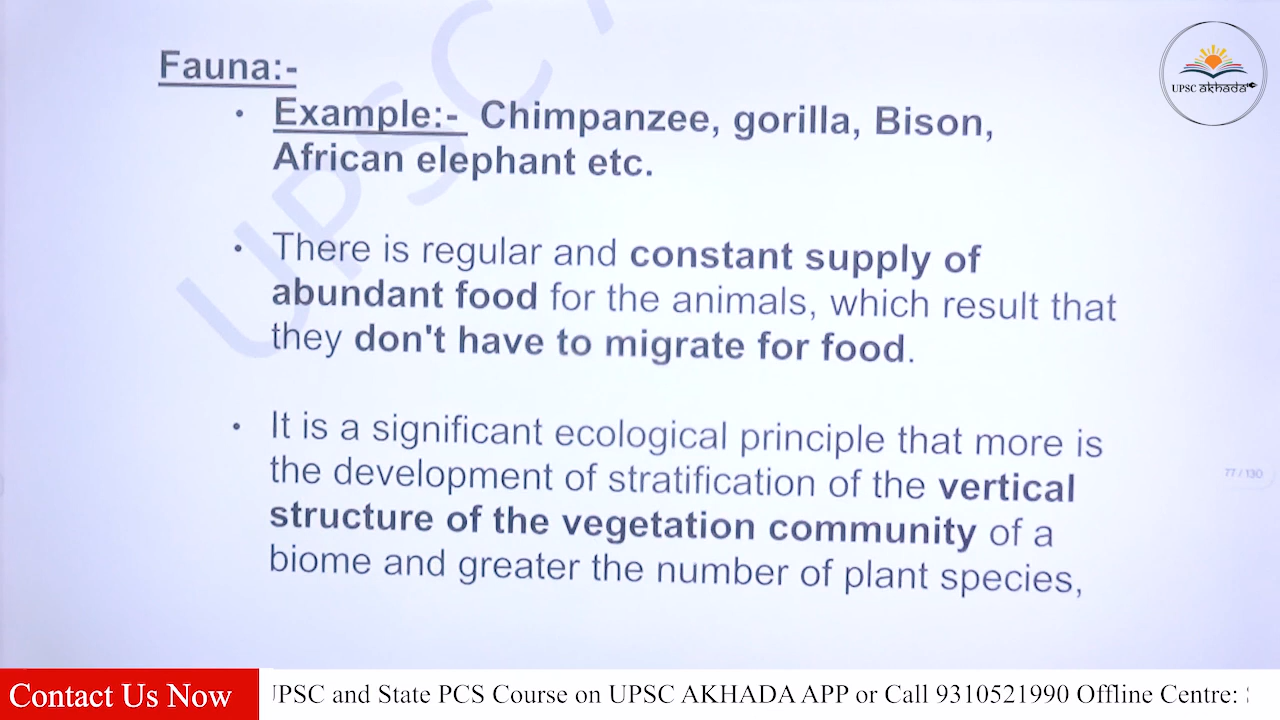 Fauna:-
• Example:- Chimpanzee, gorilla, Bison,
African elephant etc.
• There is regular and constant supply of
abundant food for the animals, which result that
they don't have to migrate for food.
• It is a significant ecological principle that more is
the development of stratification of the vertical
structure of the vegetation community of a
biome and greater the number of plant species,
UPSC
UPSC akhada
77 / 130
Contact Us Now
UPSC and State PCS Course on UPSC AKHADA APP or Call 9310521990 Offline Centre: